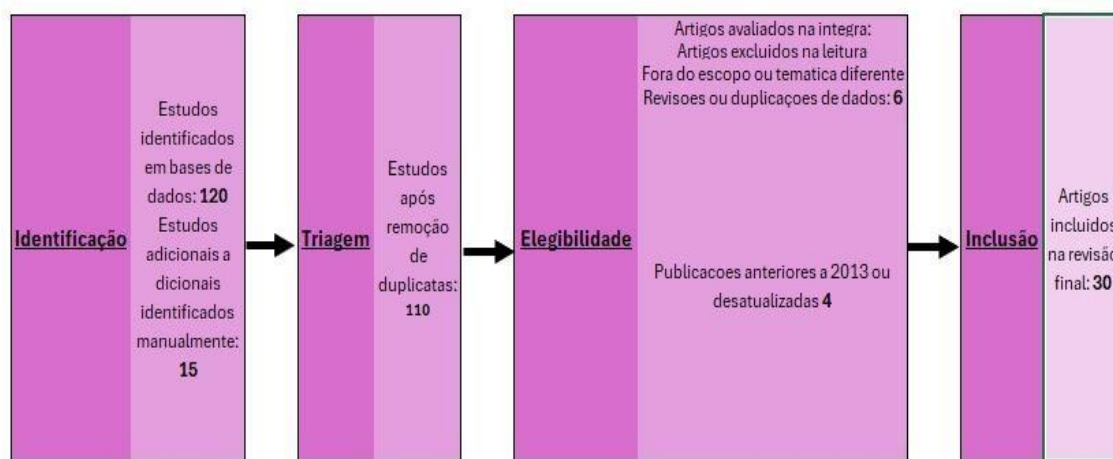 Identificação
Estudos
identificados
em bases de
dados: 120
Estudos
adicionais a
dicionais
identificados
manualmente:
15
Triagem
Estudos
após
remoção
de
duplicatas:
110
Elegibilidade
Artigos avaliados na integra:
Artigos excluidos na leitura
Fora do escopo ou tematica diferente
Revisoes ou duplicaçoes de dados: 6
Publicacoes anteriores a 2013 ou
desatualizadas 4
Inclusão
Artigos
incluidos
na revisão
final: 30